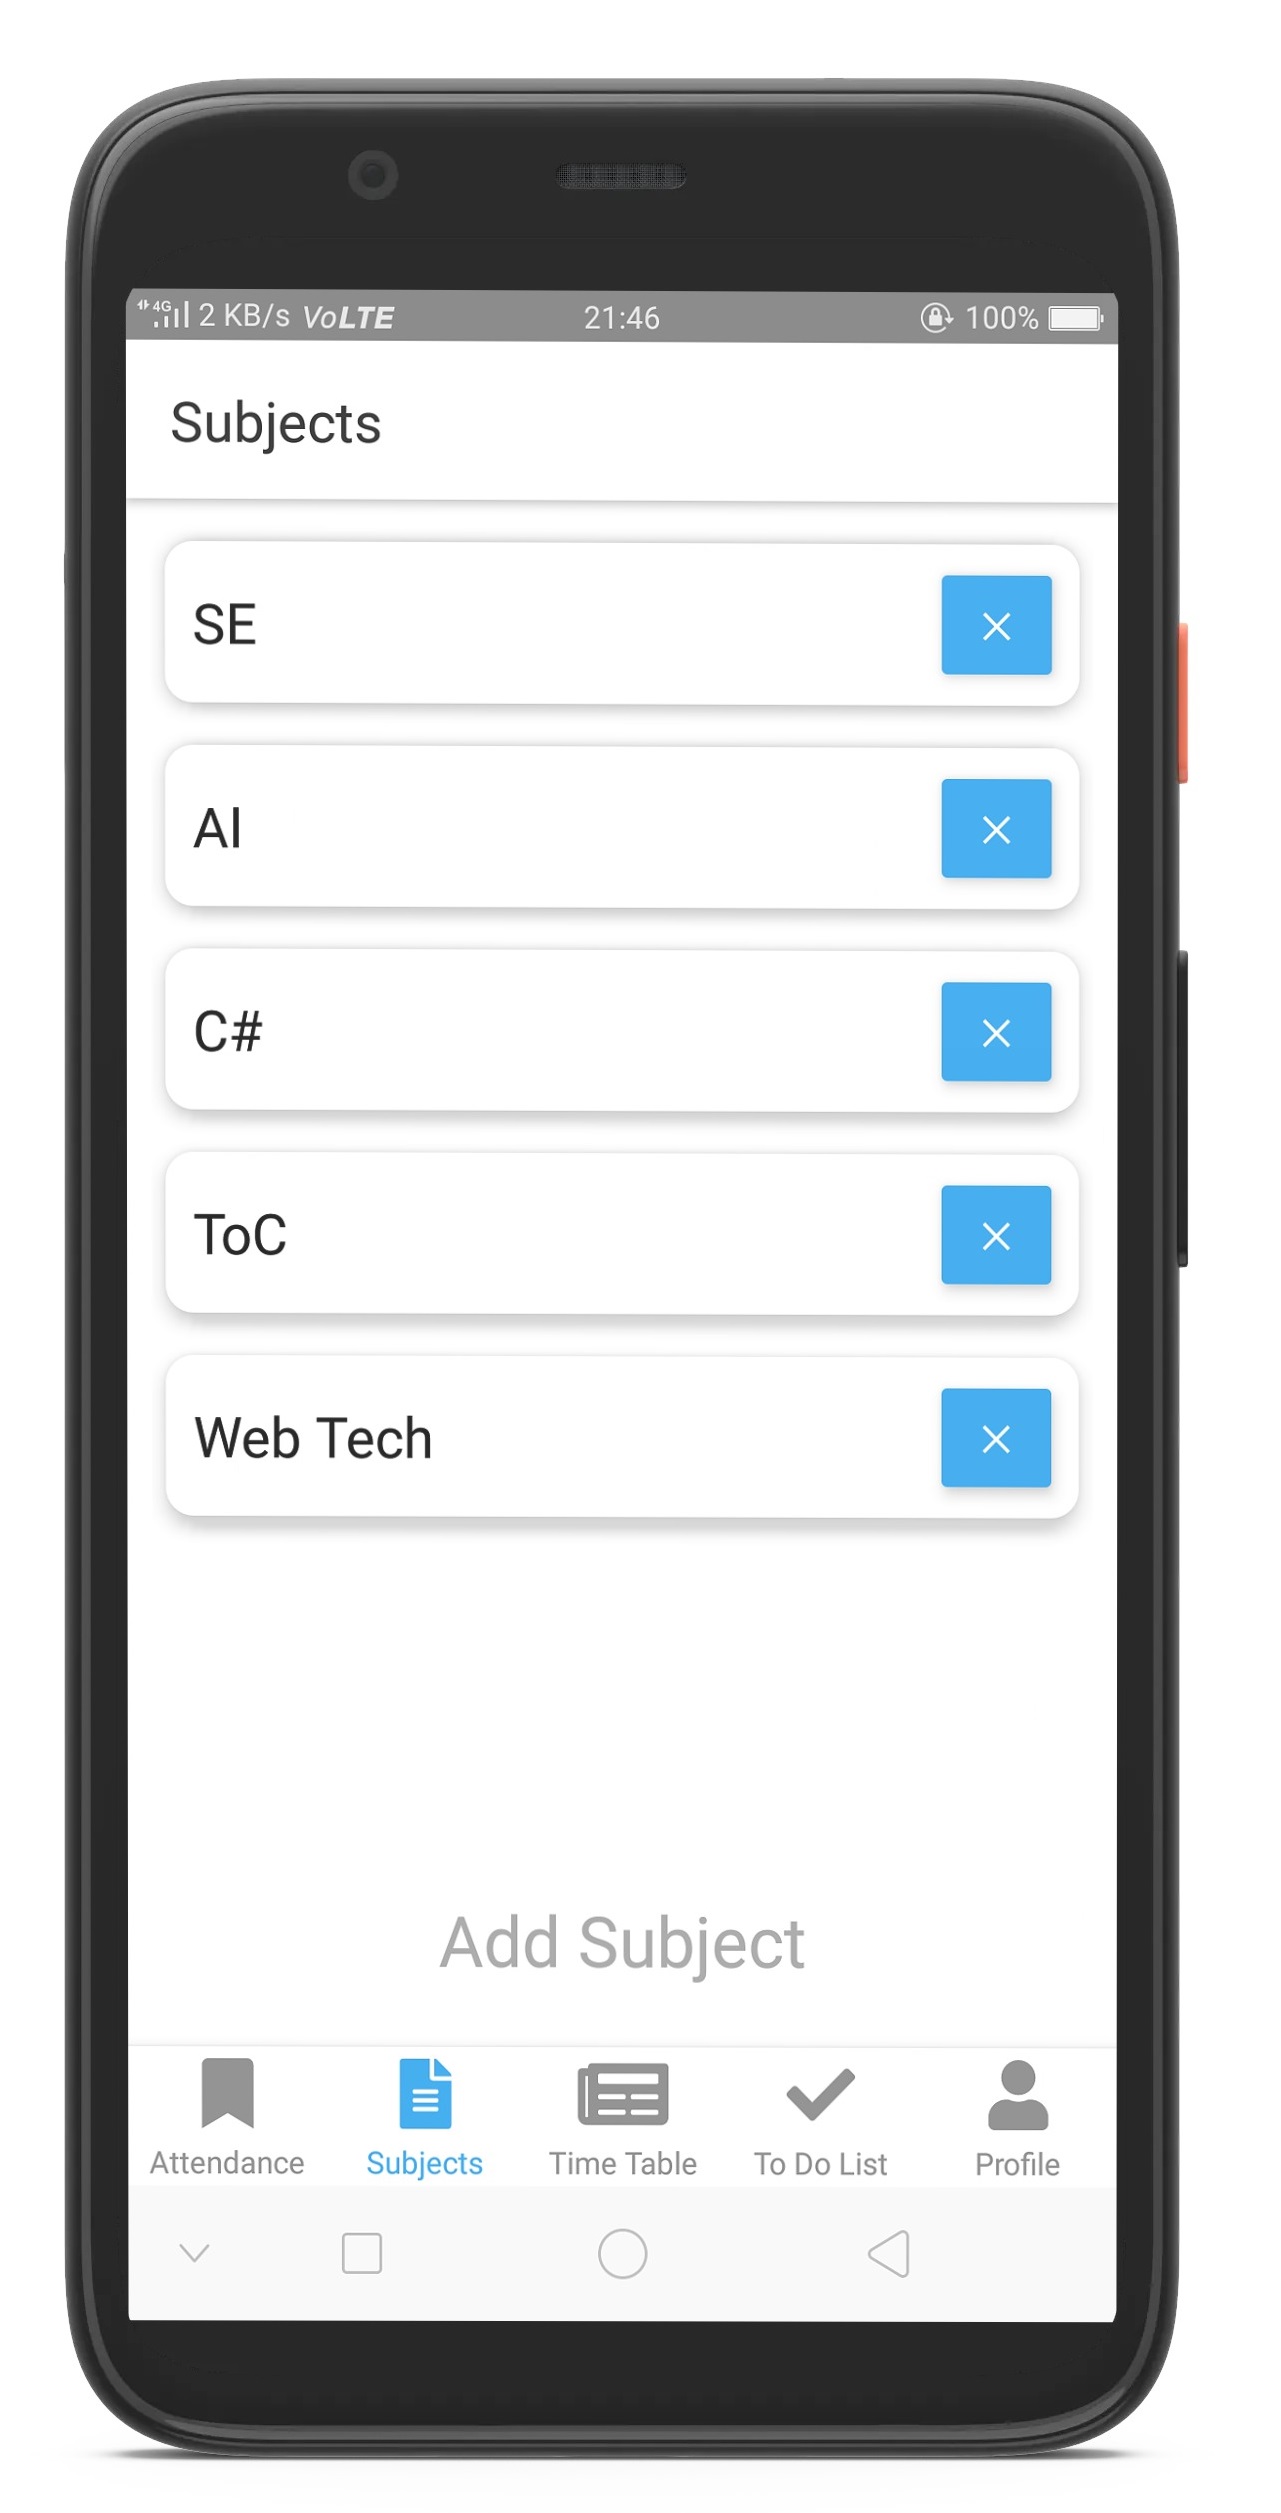 4G 2 KB/s VoLTE 21:46 100%
Subjects
SE
AI
C#
ToC
Web Tech
Add Subject
Attendance Subjects Time Table To Do List Profile